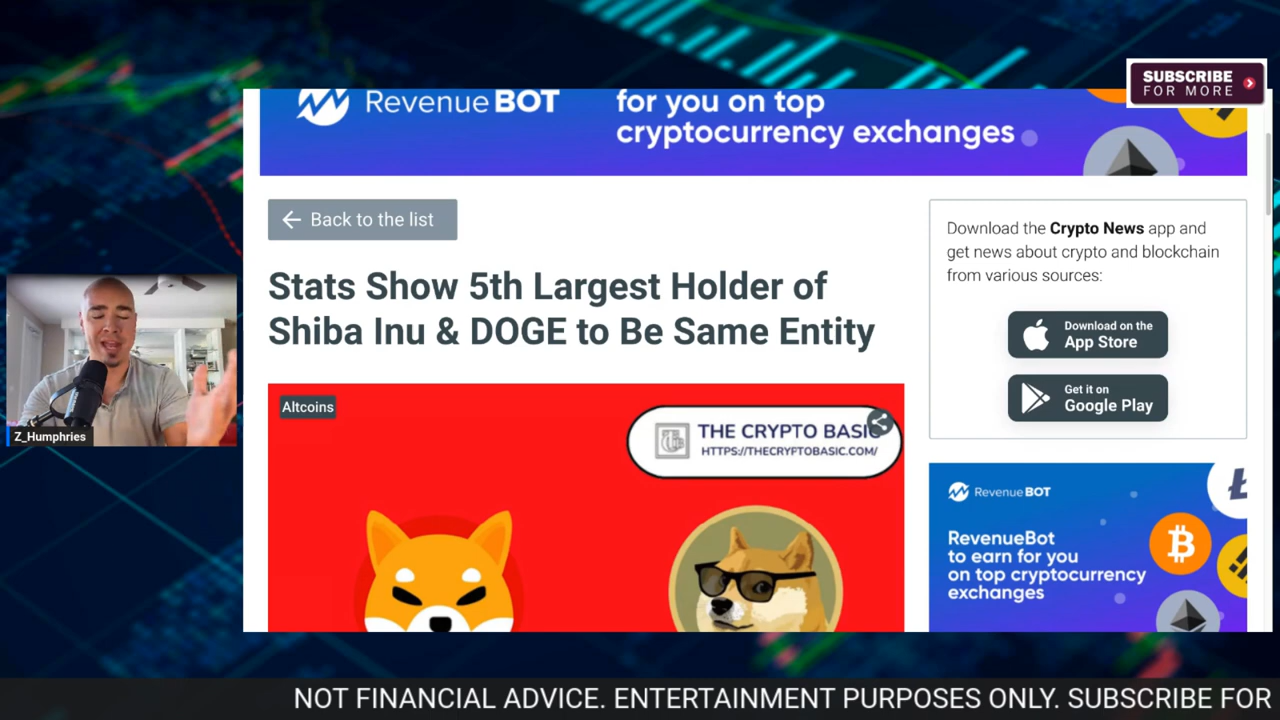 SUBSCRIBE
FOR MORE
RevenueBOT
for you on top
cryptocurrency exchanges
Back to the list
Stats Show 5th Largest Holder of
Shiba Inu & DOGE to Be Same Entity
Altcoins
THE CRYPTO BASIC
HTTPS://THECRYPTOBASIC.COM/
Download the Crypto News app and
get news about crypto and blockchain
from various sources:
Download on the
App Store
Get it on
Google Play
RevenueBOT
RevenueBot
to earn for you
on top cryptocurrency
exchanges
Z_Humphries
NOT FINANCIAL ADVICE. ENTERTAINMENT PURPOSES ONLY. SUBSCRIBE FOR